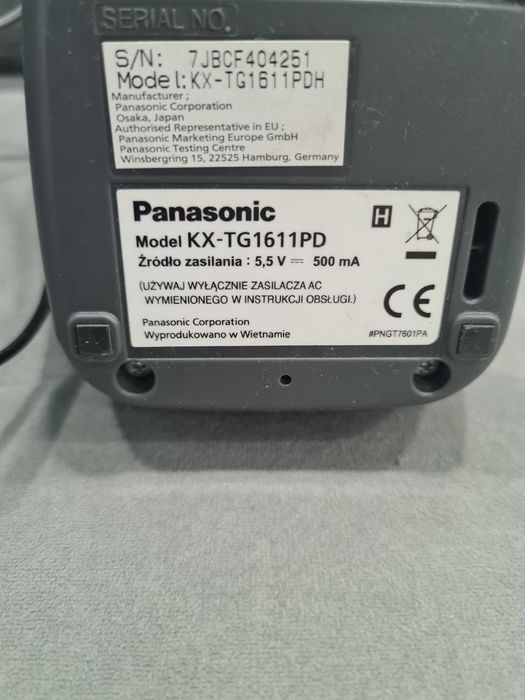 SERIAL NO.
S/N: 7JBCF404251
Model:KX-TG1611PDH
Manufacturer ;
Panasonic Corporation
Osaka, Japan
Authorised Representative in EU ;
Panasonic Marketing Europe GmbH
Panasonic Testing Centre
Winsbergring 15, 22525 Hamburg, Germany
Panasonic
H
Model KX-TG1611PD
Źródło zasilania : 5,5 V ⎓ 500 mA
(UŻYWAJ WYŁĄCZNIE ZASILACZA AC
WYMIENIONEGO W INSTRUKCJI OBSŁUGI.)
CE
Panasonic Corporation
Wyprodukowano w Wietnamie
#PNGT7601PA